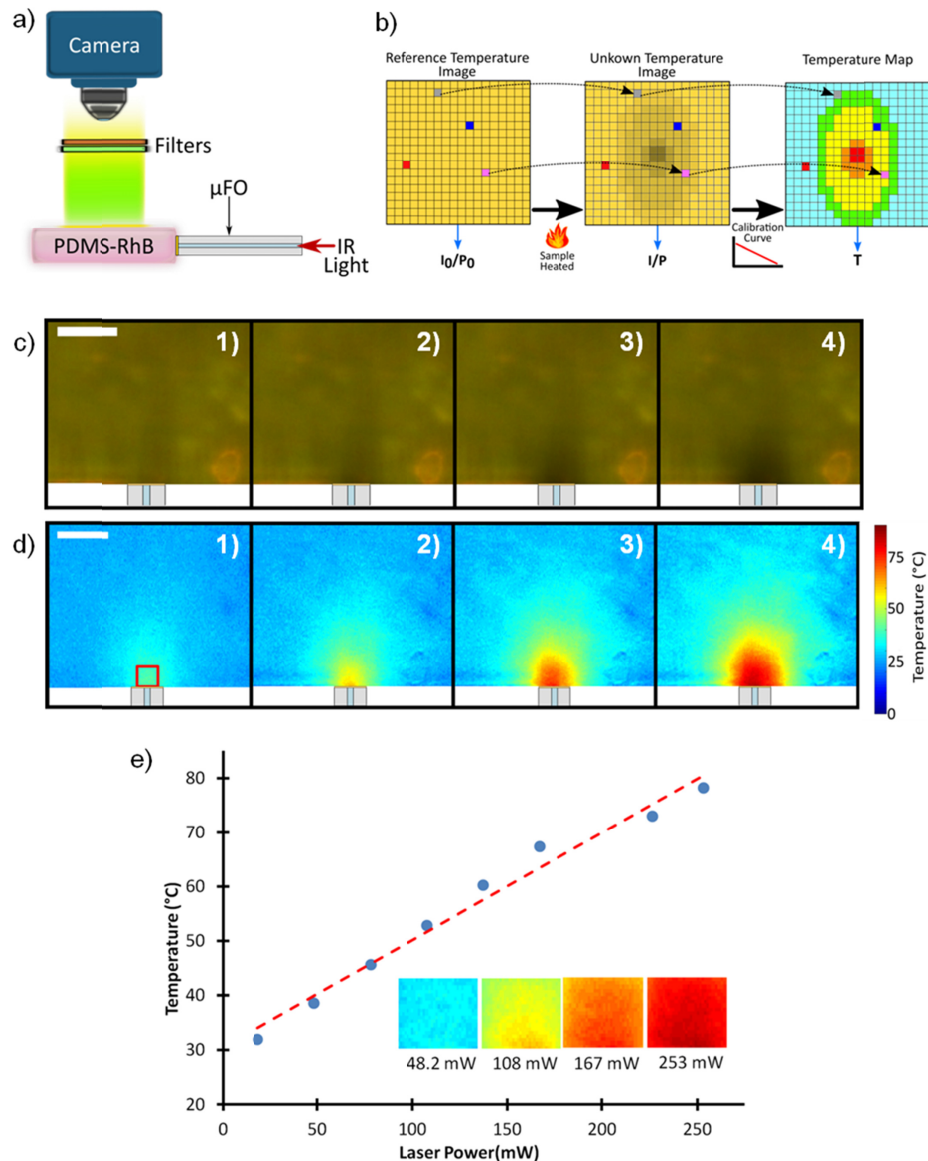 a)
Camera
Filters
μFO
PDMS-RhB
IR
Light
b)
Reference Temperature
Image
Unkown Temperature
Image
Temperature Map
Sample
Heated
Calibration
Curve
I0/P0
I/P
T
c)
1)
2)
3)
4)
d)
1)
2)
3)
4)
75
50
25
0
Temperature (°C)
e)
80
70
60
50
40
30
20
Temperature (°C)
48.2 mW
108 mW
167 mW
253 mW
0
50
100
150
200
250
Laser Power(mW)